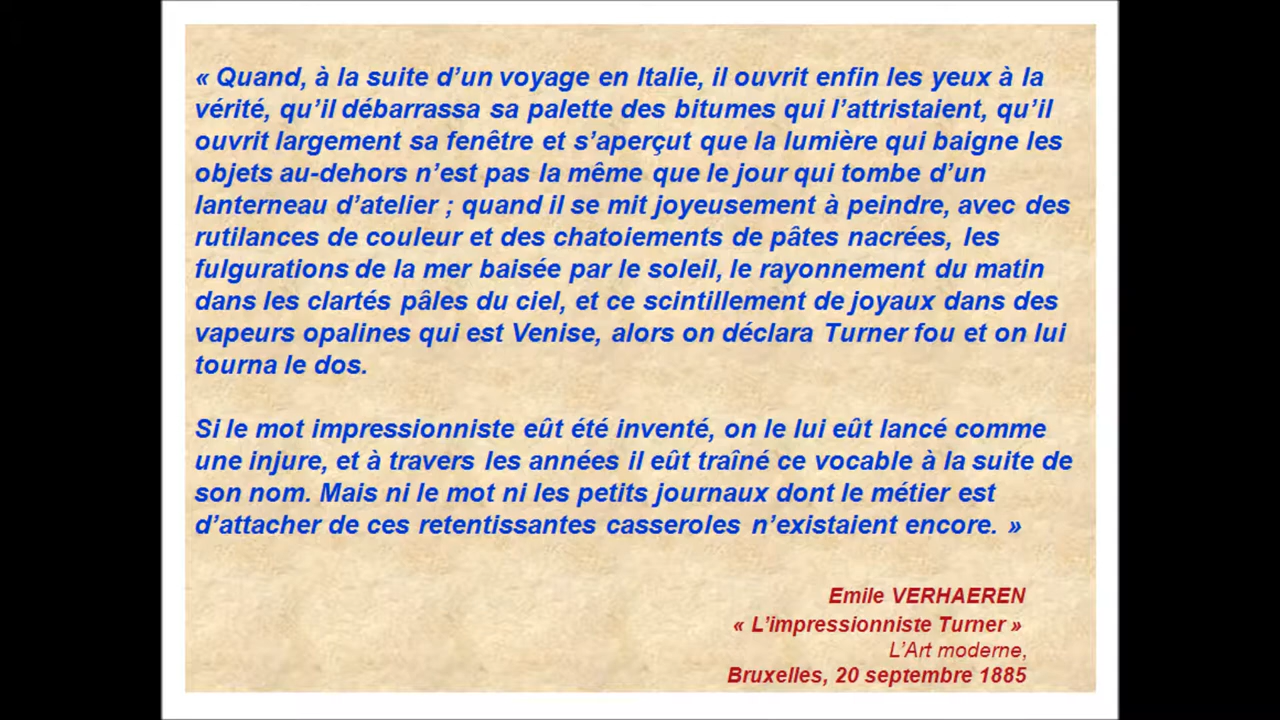 « Quand, à la suite d’un voyage en Italie, il ouvrit enfin les yeux à la
vérité, qu’il débarrassa sa palette des bitumes qui l’attristaient, qu’il
ouvrit largement sa fenêtre et s’aperçut que la lumière qui baigne les
objets au-dehors n’est pas la même que le jour qui tombe d’un
lanterneau d’atelier ; quand il se mit joyeusement à peindre, avec des
rutilances de couleur et des chatoiements de pâtes nacrées, les
fulgurations de la mer baisée par le soleil, le rayonnement du matin
dans les clartés pâles du ciel, et ce scintillement de joyaux dans des
vapeurs opalines qui est Venise, alors on déclara Turner fou et on lui
tourna le dos.
Si le mot impressionniste eût été inventé, on le lui eût lancé comme
une injure, et à travers les années il eût traîné ce vocable à la suite de
son nom. Mais ni le mot ni les petits journaux dont le métier est
d’attacher de ces retentissantes casseroles n’existaient encore. »
Emile VERHAEREN
« L’impressionniste Turner »
L’Art moderne,
Bruxelles, 20 septembre 1885